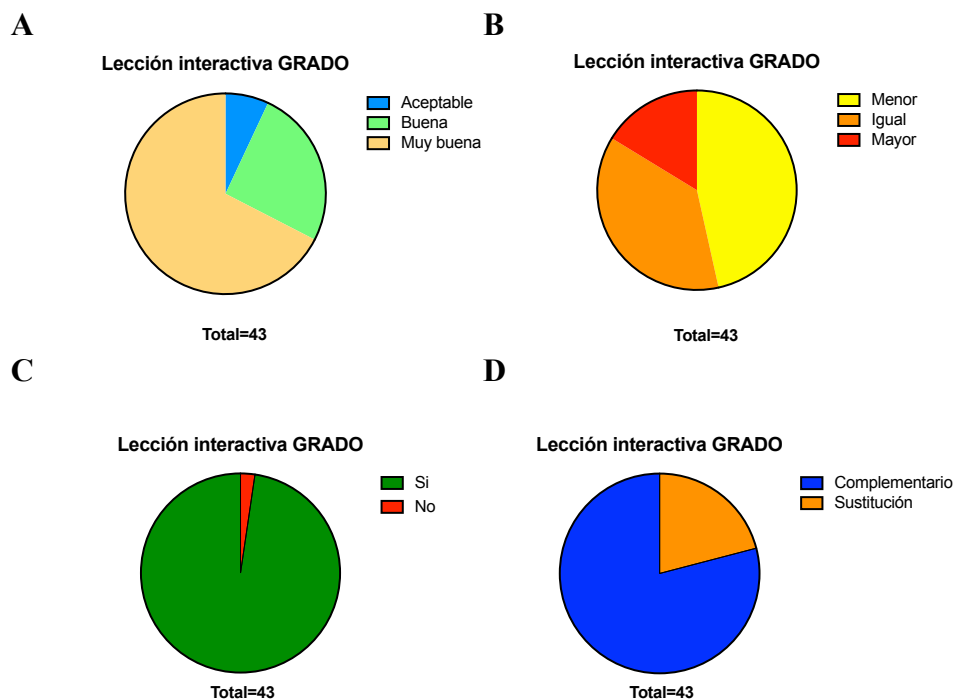 A
Lección interactiva GRADO
Aceptable
Buena
Muy buena
Total=43
B
Lección interactiva GRADO
Menor
Igual
Mayor
Total=43
C
Lección interactiva GRADO
Si
No
Total=43
D
Lección interactiva GRADO
Complementario
Sustitución
Total=43